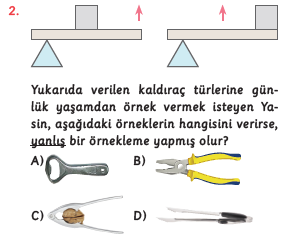 2.
Yukarıda verilen kaldıraç türlerine gün-
lük yaşamdan örnek vermek isteyen Ya-
sin, aşağıdaki örneklerin hangisini verirse,
yanlış bir örnekleme yapmış olur?
A) B)
C) D)